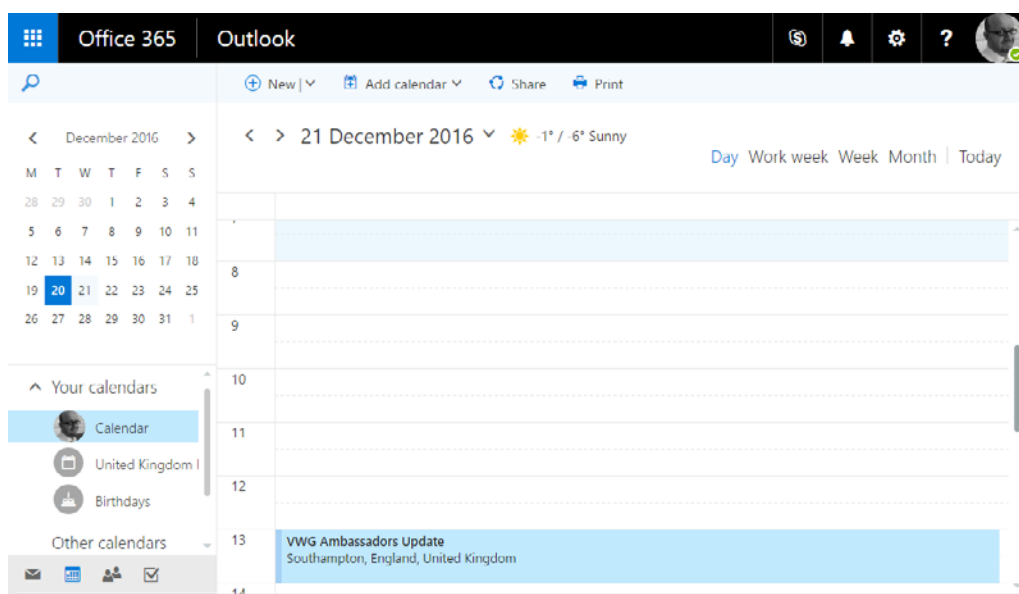 Office 365 Outlook ?
New Add calendar Share Print
December 2016
21 December 2016 -1° / -6° Sunny
Day Work week Week Month Today
M T W T F S S
28 29 30 1 2 3 4
5 6 7 8 9 10 11
12 13 14 15 16 17 18
19 20 21 22 23 24 25
26 27 28 29 30 31 1
Your calendars
Calendar
United Kingdom
Birthdays
Other calendars
8
9
10
11
12
13 VWG Ambassadors Update
Southampton, England, United Kingdom
14